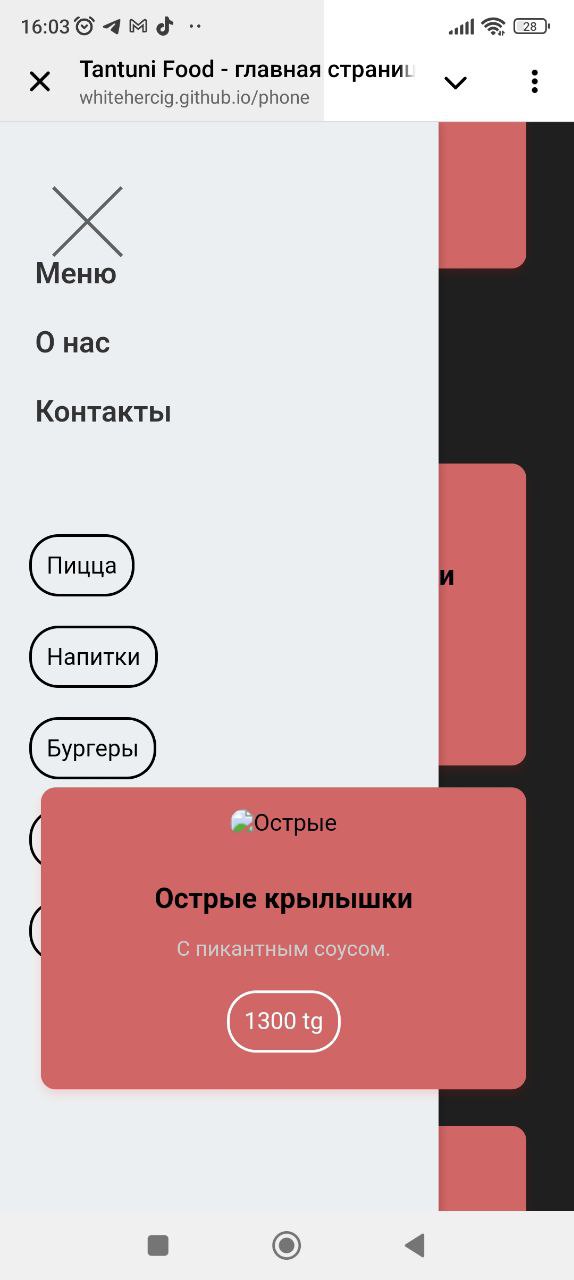 16:03
28
Tantuni Food - главная страниц
whitehercig.github.io/phone
Меню
О нас
Контакты
и
Пицца
Напитки
Бургеры
Острые
Острые крылышки
С пикантным соусом.
1300 tg